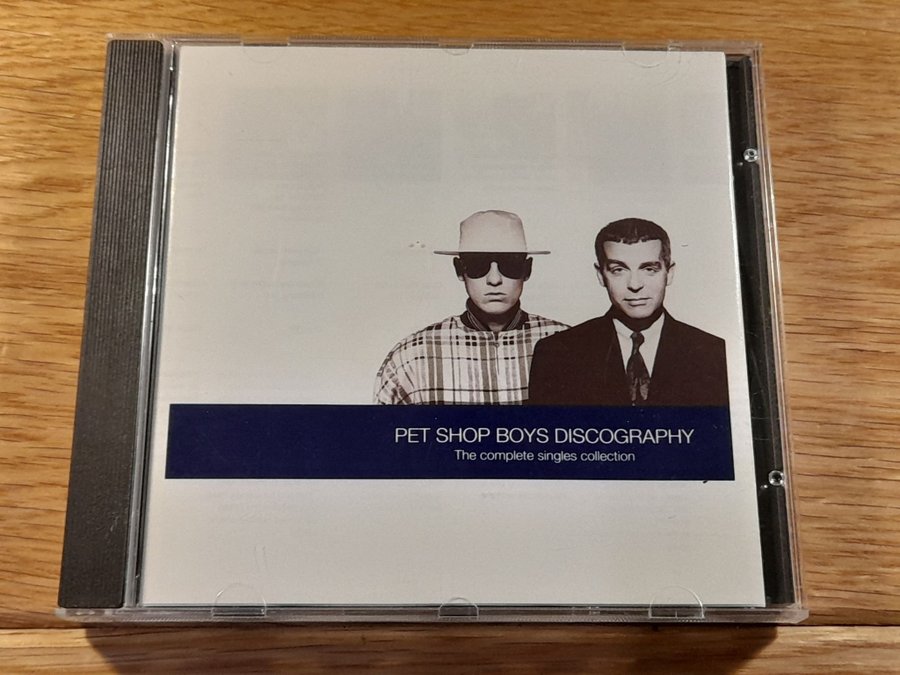 PET SHOP BOYS DISCOGRAPHY
The complete singles collection